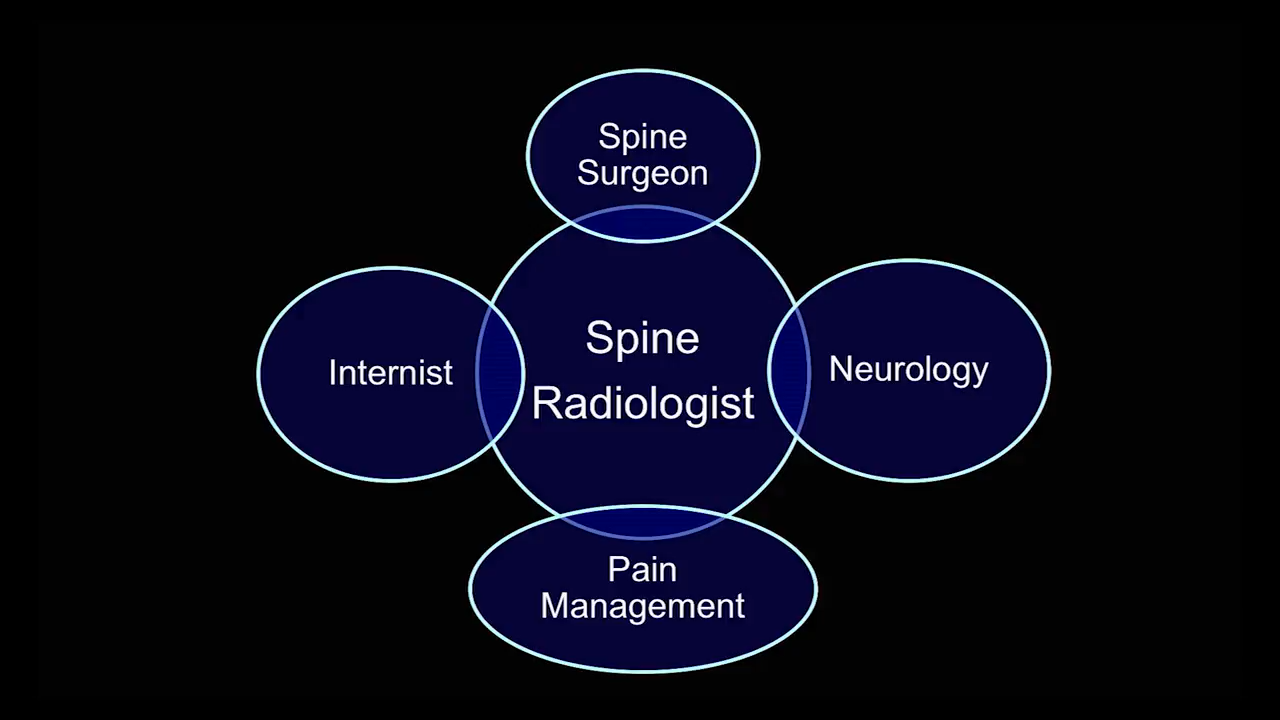 Spine
Surgeon
Internist
Spine
Radiologist
Neurology
Pain
Management